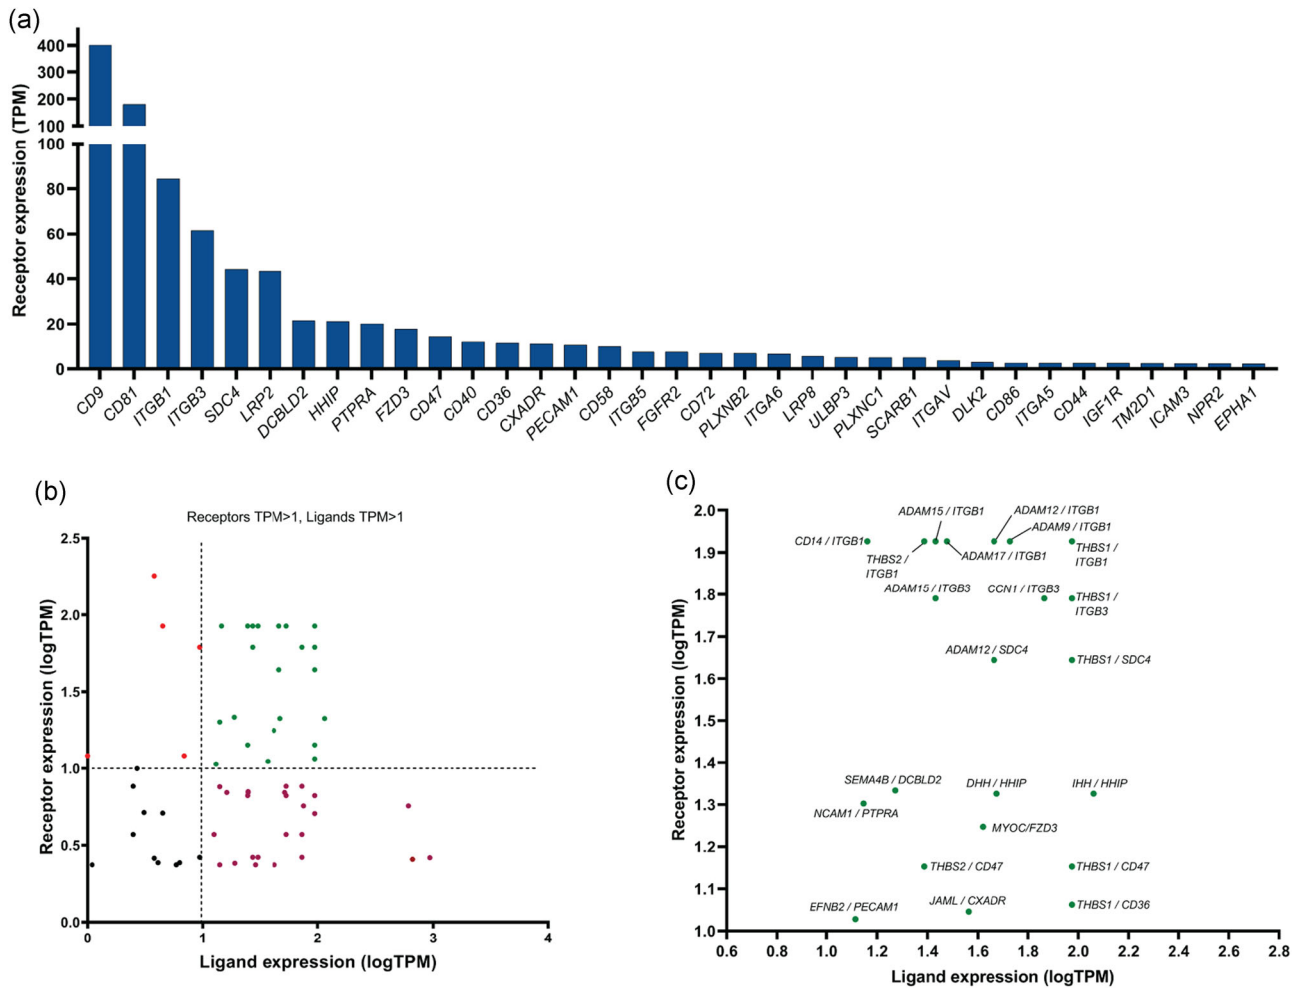 (a)
Receptor expression (TPM)
400
300
200
100
100
80
60
40
20
0
CD9 CD81 ITGB1 ITGB3 SDC4 LRP2 DCBLD2 HHIP PTPRA FZD3 CD47 CD40 CD36 CXADR PECAM1 CD58 ITGB5 FGFR2 CD72 PLXNB2 ITGA6 LRP8 ULBP3 PLXNC1 SCARB1 ITGAV DLK2 CD86 ITGA5 CD44 IGF1R TM2D1 ICAM3 NPR2 EPHA1
(b)
Receptors TPM>1, Ligands TPM>1
Receptor expression (logTPM)
2.5
2.0
1.5
1.0
0.5
0.0
0 1 2 3 4
Ligand expression (logTPM)
(c)
Receptor expression (logTPM)
2.0
1.9
1.8
1.7
1.6
1.5
1.4
1.3
1.2
1.1
1.0
ADAM15 / ITGB1
ADAM12 / ITGB1
ADAM9 / ITGB1
CD14 / ITGB1
THBS2 /
ITGB1
ADAM17 / ITGB1
THBS1 /
ITGB1
ADAM15 / ITGB3
CCN1 / ITGB3
THBS1 /
ITGB3
ADAM12 / SDC4
THBS1 / SDC4
SEMA4B / DCBLD2
DHH / HHIP
IHH / HHIP
NCAM1 / PTPRA
MYOC/FZD3
THBS2 / CD47
THBS1 / CD47
EFNB2 / PECAM1
JAML / CXADR
THBS1 / CD36
0.6 0.8 1.0 1.2 1.4 1.6 1.8 2.0 2.2 2.4 2.6 2.8
Ligand expression (logTPM)